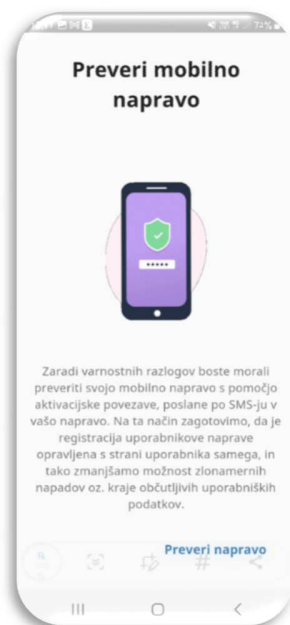 72%
Preveri mobilno
napravo
Zaradi varnostnih razlogov boste morali
preveriti svojo mobilno napravo s pomočjo
aktivacijske povezave, poslane po SMS-ju v
vašo napravo. Na ta način zagotovimo, da je
registracija uporabnikove naprave
opravljena s strani uporabnika samega, in
tako zmanjšamo možnost zlonamernih
napadov oz. kraje občutljivih uporabniških
podatkov.
Preveri napravo